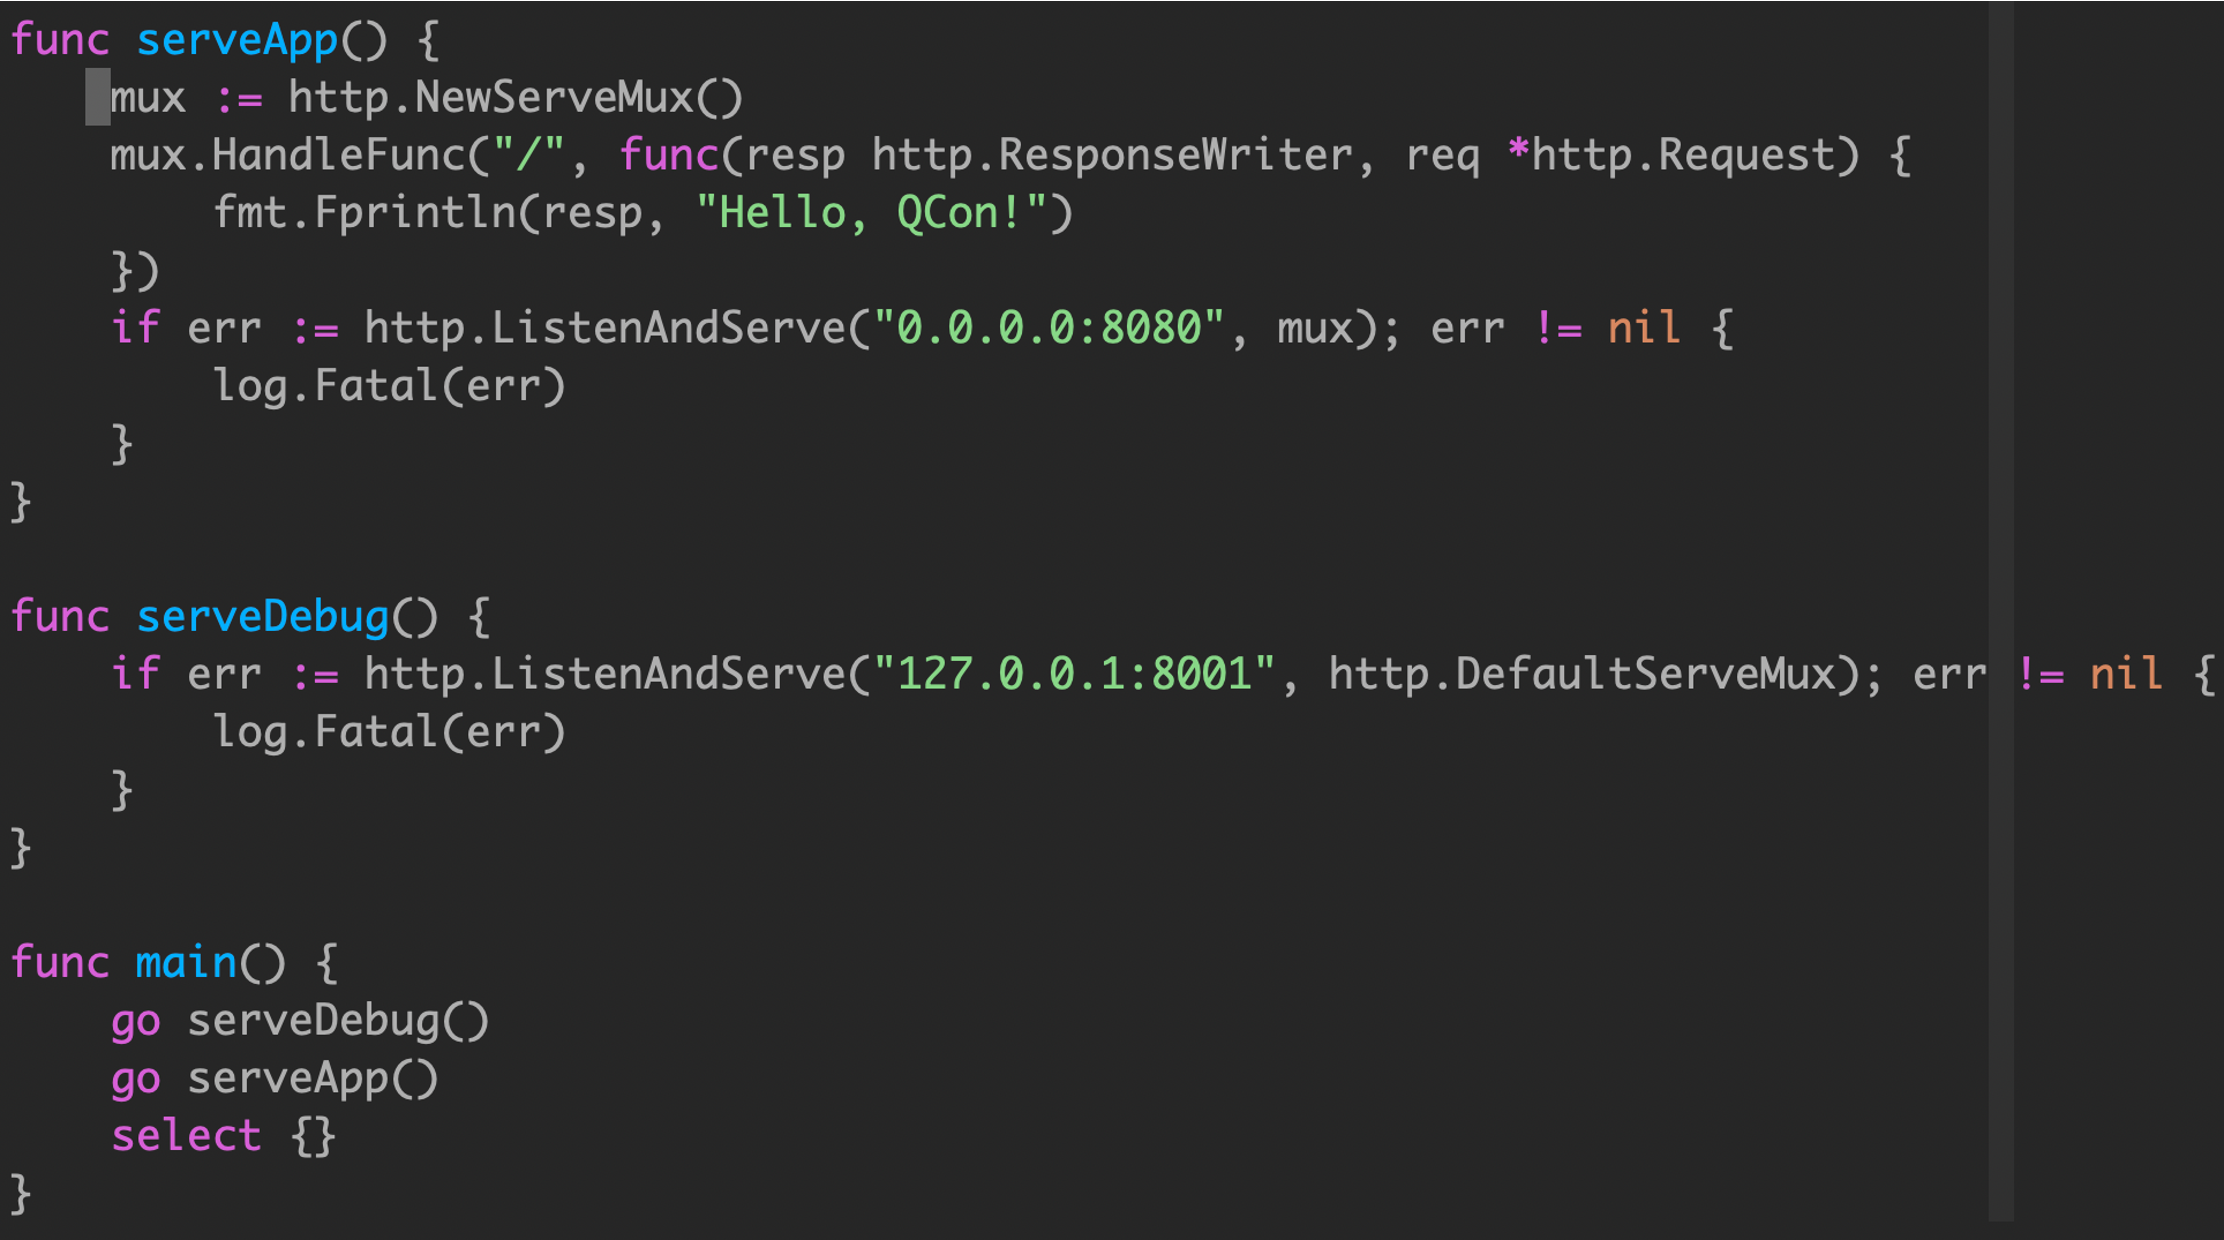 func serveApp() {
    mux := http.NewServeMux()
    mux.HandleFunc("/", func(resp http.ResponseWriter, req *http.Request) {
        fmt.Fprintln(resp, "Hello, QCon!")
    })
    if err := http.ListenAndServe("0.0.0.0:8080", mux); err != nil {
        log.Fatal(err)
    }
}

func serveDebug() {
    if err := http.ListenAndServe("127.0.0.1:8001", http.DefaultServeMux); err != nil {
        log.Fatal(err)
    }
}

func main() {
    go serveDebug()
    go serveApp()
    select {}
}